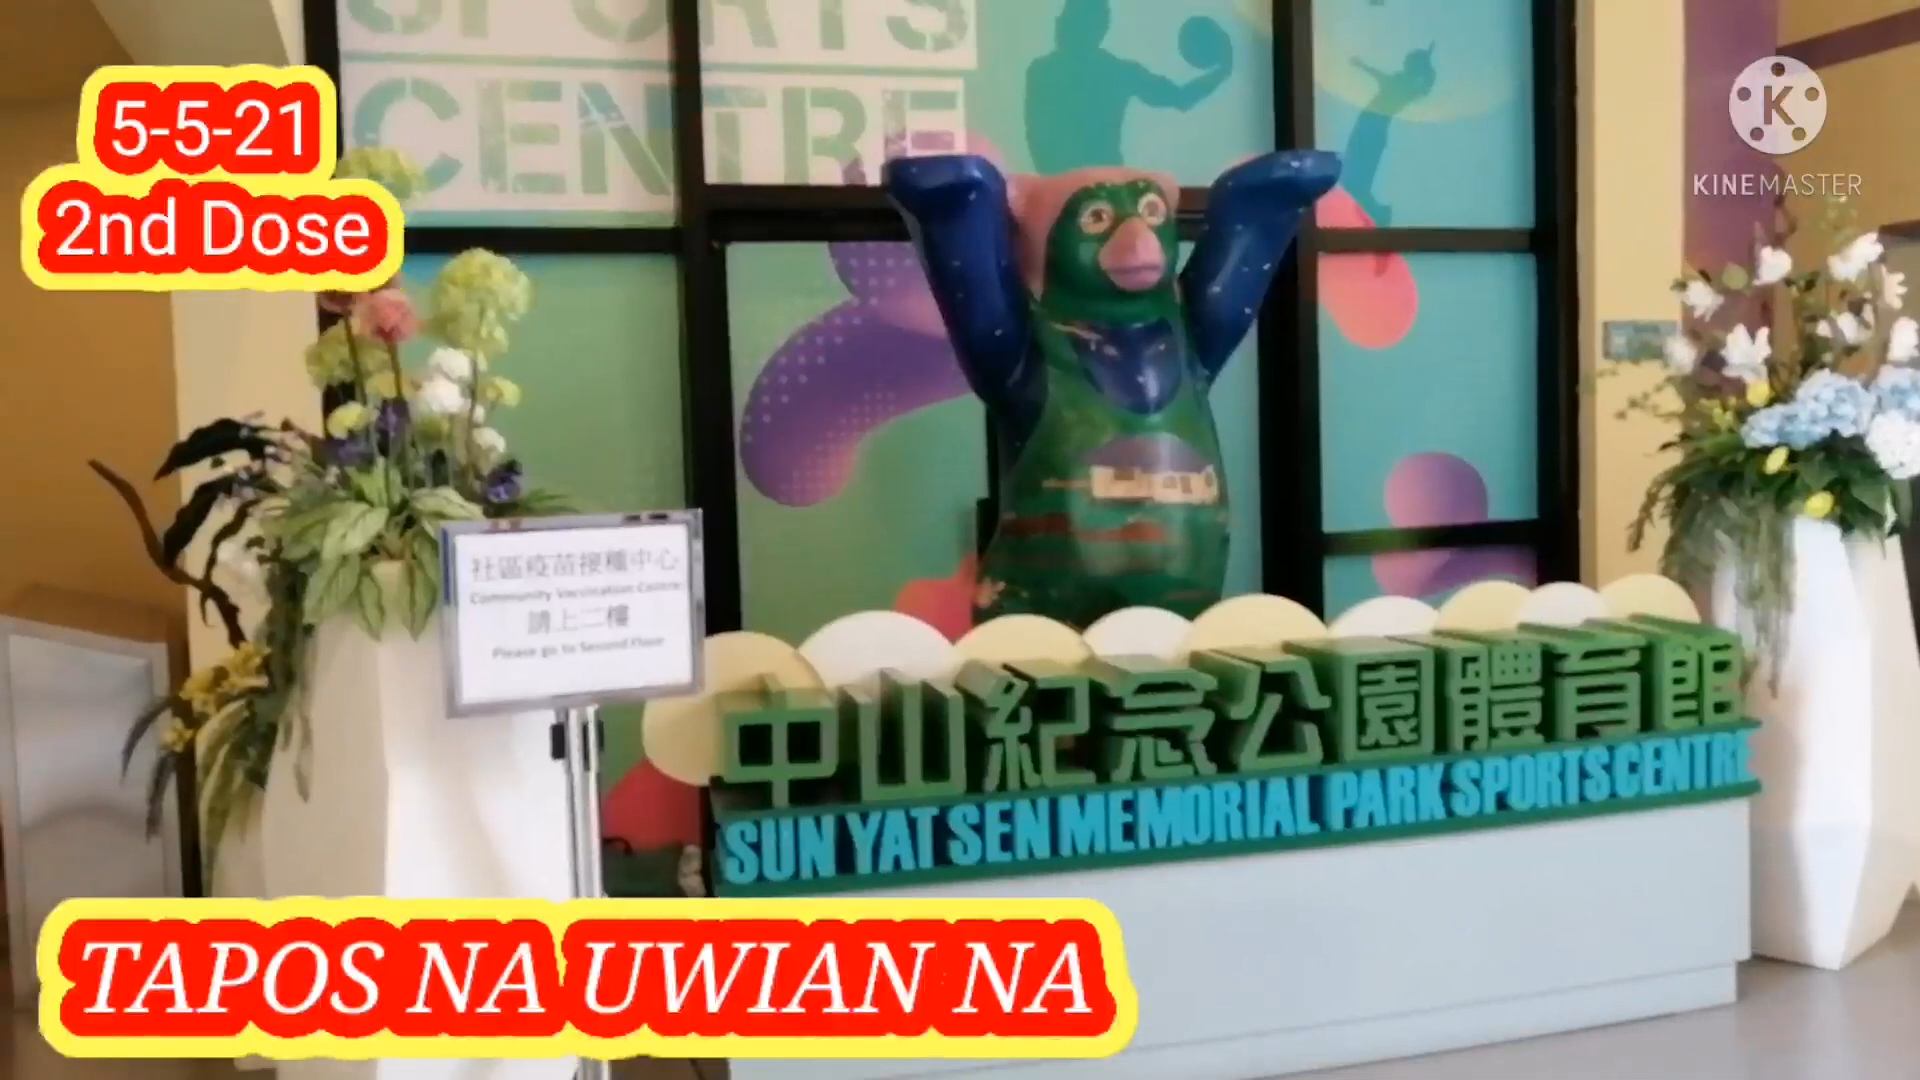 SPORTS
CENTRE
5-5-21
2nd Dose
K
KINEMASTER
社區疫苗接種中心
Community Vaccination Centre
請上二樓
Please go to Second Floor
中山紀念公園體育館
SUN YAT SEN MEMORIAL PARK SPORTS CENTRE
TAPOS NA UWIAN NA